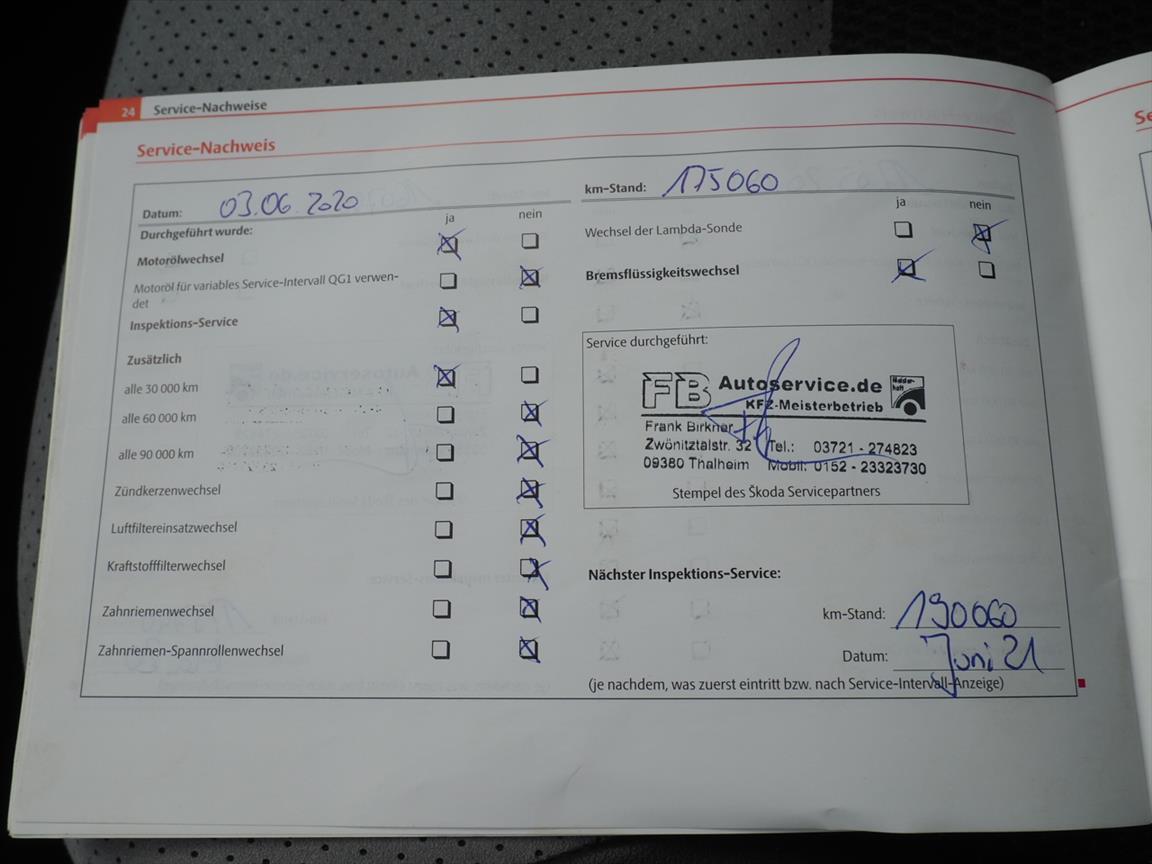 24 Service-Nachweise
Service-Nachweis
Datum: 03.06.2020
ja nein
Durchgeführt wurde:
Motorölwechsel
Motoröl für variables Service-Intervall QG1 verwen-
det
Inspektions-Service
Zusätzlich
alle 30 000 km
alle 60 000 km
alle 90 000 km
Zündkerzenwechsel
Luftfiltereinsatzwechsel
Kraftstofffilterwechsel
Zahnriemenwechsel
Zahnriemen-Spannrollenwechsel
km-Stand: 175060
ja nein
Wechsel der Lambda-Sonde
Bremsflüssigkeitswechsel
Service durchgeführt:
FB Autoservice.de
KFZ-Meisterbetrieb
Frank Birkner
Zwönitztalstr. 32 Tel.: 03721 - 274823
09380 Thalheim Mobil: 0152 - 23323730
Stempel des Škoda Servicepartners
Nächster Inspektions-Service:
km-Stand: 190060
Datum: Juni 21
(je nachdem, was zuerst eintritt bzw. nach Service-Intervall-Anzeige)